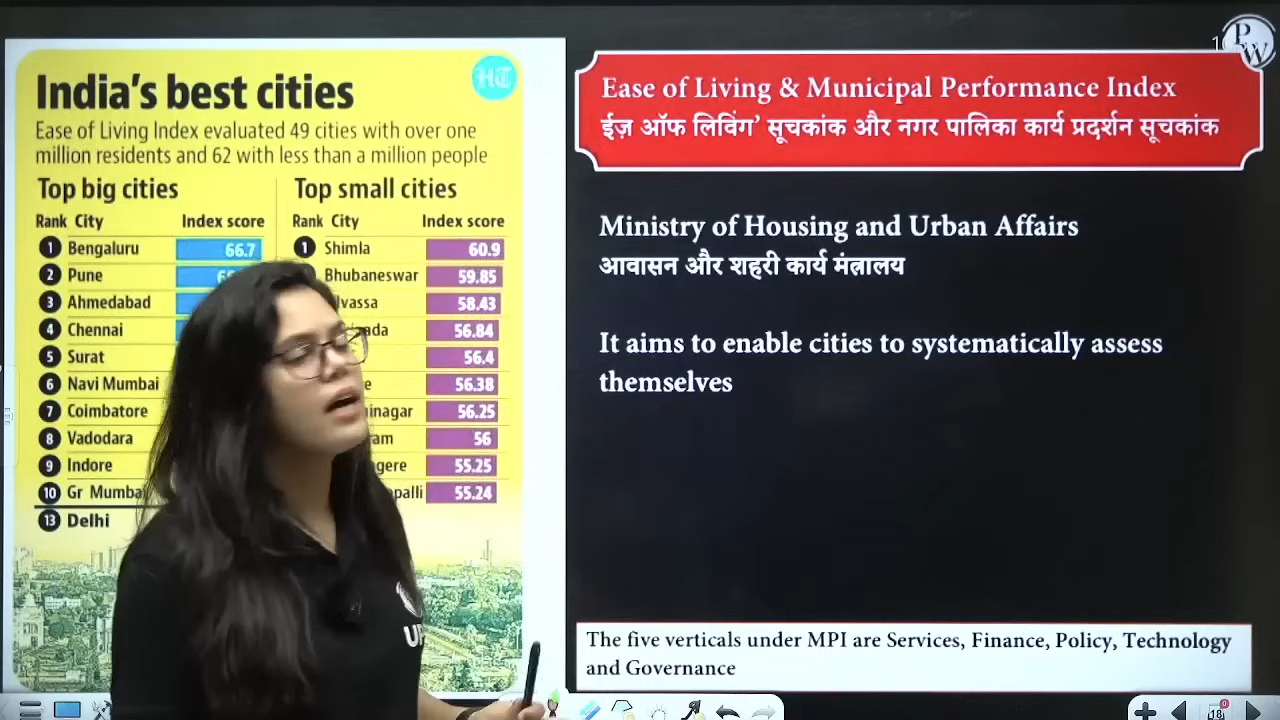 India's best cities
HT
Ease of Living Index evaluated 49 cities with over one
million residents and 62 with less than a million people
Top big cities
Rank City Index score
1 Bengaluru 66.7
2 Pune
3 Ahmedabad
4 Chennai
5 Surat
6 Navi Mumbai
7 Coimbatore
8 Vadodara
9 Indore
10 Gr
13 Delhi
Top small cities
Rank City Index score
1 Shimla 60.9
Bhubaneswar 59.85
58.43
56.84
56.4
56.38
56.25
56
55.25
55.24
PW
Ease of Living & Municipal Performance Index
ईज़ ऑफ लिविंग' सूचकांक और नगर पालिका कार्य प्रदर्शन सूचकांक
Ministry of Housing and Urban Affairs
आवासन और शहरी कार्य मंत्रालय
It aims to enable cities to systematically assess
themselves
The five verticals under MPI are Services, Finance, Policy, Technology
and Governance
18